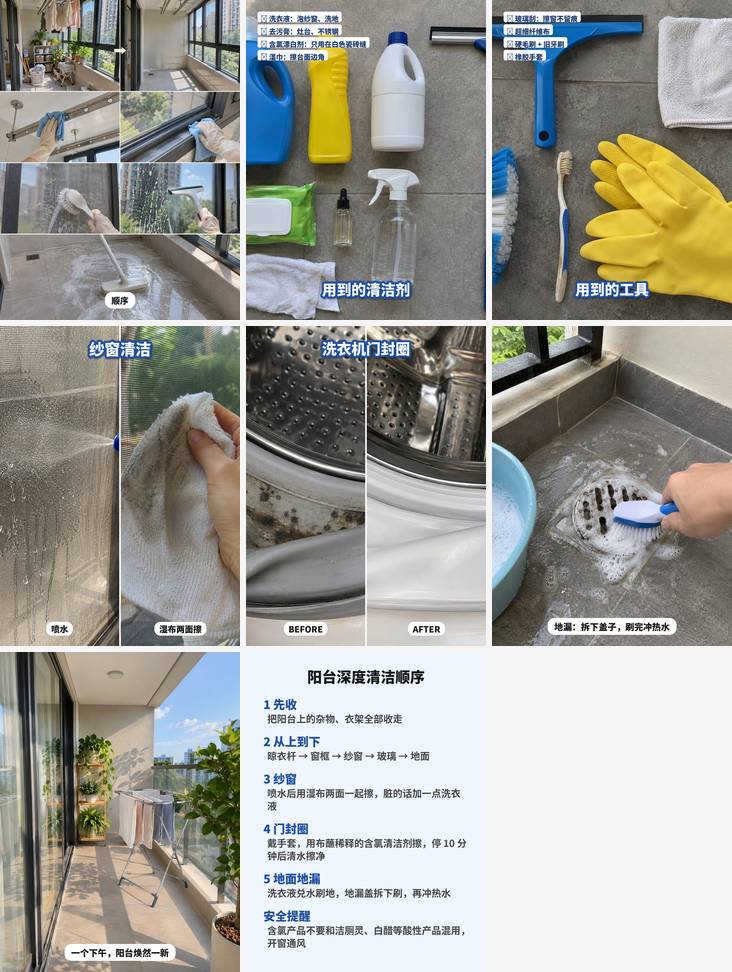 顺序
洗衣液：泡纱窗、洗地
去污膏：灶台、不锈钢
含氯漂白剂：只用在白色瓷砖缝
湿巾：擦台面边角
用到的清洁剂
玻璃刮：擦窗不留痕
超细纤维布
硬毛刷 + 旧牙刷
橡胶手套
用到的工具
纱窗清洁
喷水
湿布两面擦
洗衣机门封圈
BEFORE
AFTER
地漏：拆下盖子，刷完冲热水
一个下午，阳台焕然一新
阳台深度清洁顺序
1 先收
把阳台上的杂物、衣架全部收走
2 从上到下
晾衣杆 → 窗框 → 纱窗 → 玻璃 → 地面
3 纱窗
喷水后用湿布两面一起擦，脏的话加一点洗衣
液
4 门封圈
戴手套，用布蘸稀释的含氯清洁剂擦，停 10 分
钟后清水擦净
5 地面地漏
洗衣液兑水刷地，地漏盖拆下刷，再冲热水
安全提醒
含氯产品不要和洁厕灵、白醋等酸性产品混用，
开窗通风